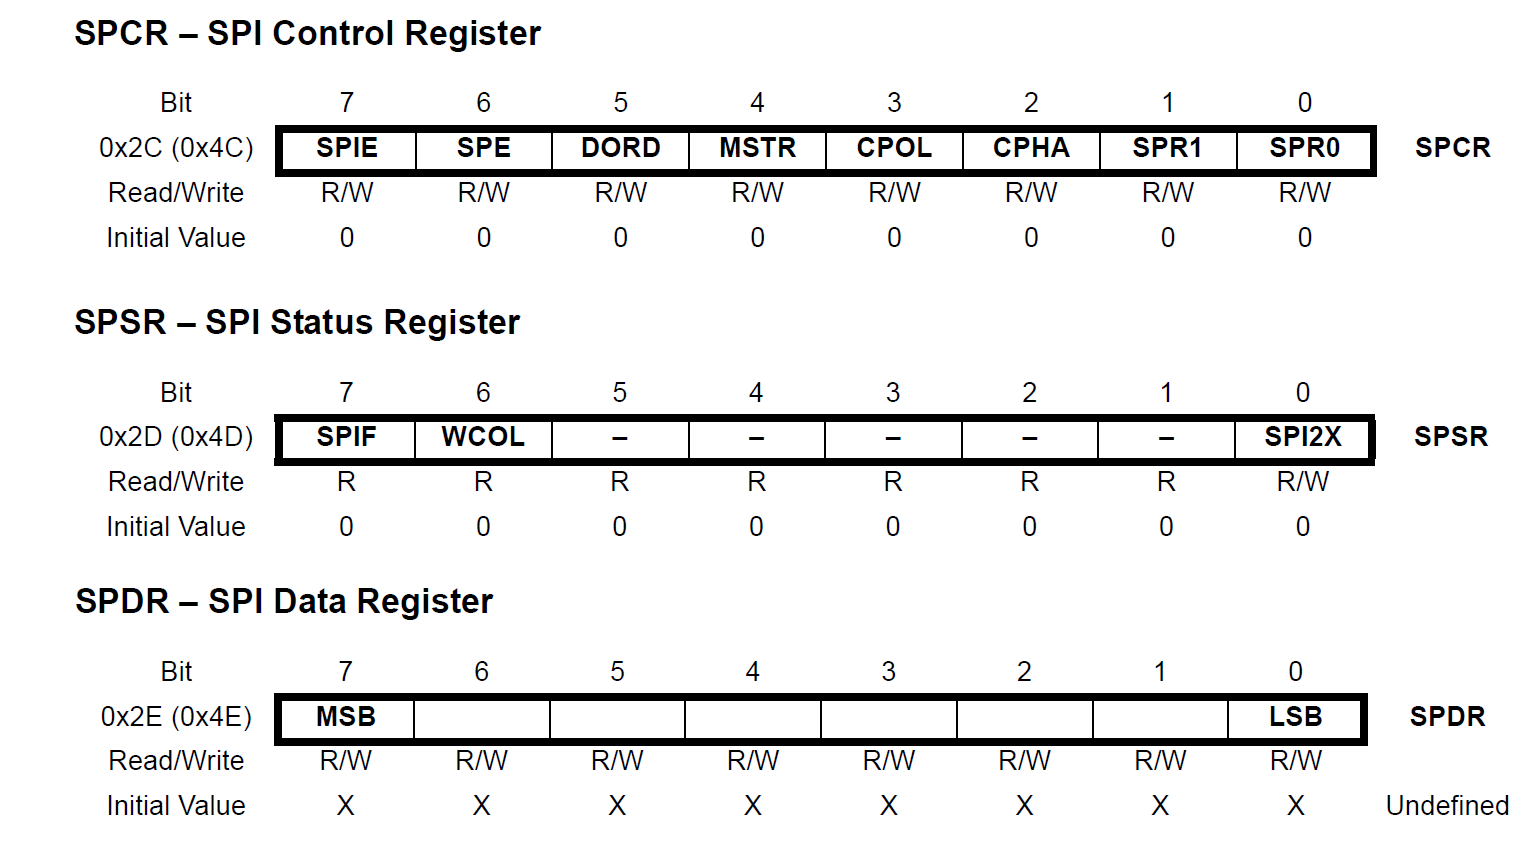 SPCR – SPI Control Register
Bit 7 6 5 4 3 2 1 0
0x2C (0x4C) SPIE SPE DORD MSTR CPOL CPHA SPR1 SPR0 SPCR
Read/Write R/W R/W R/W R/W R/W R/W R/W R/W
Initial Value 0 0 0 0 0 0 0 0
SPSR – SPI Status Register
Bit 7 6 5 4 3 2 1 0
0x2D (0x4D) SPIF WCOL – – – – – SPI2X SPSR
Read/Write R R R R R R R R/W
Initial Value 0 0 0 0 0 0 0 0
SPDR – SPI Data Register
Bit 7 6 5 4 3 2 1 0
0x2E (0x4E) MSB LSB SPDR
Read/Write R/W R/W R/W R/W R/W R/W R/W R/W
Initial Value X X X X X X X X Undefined